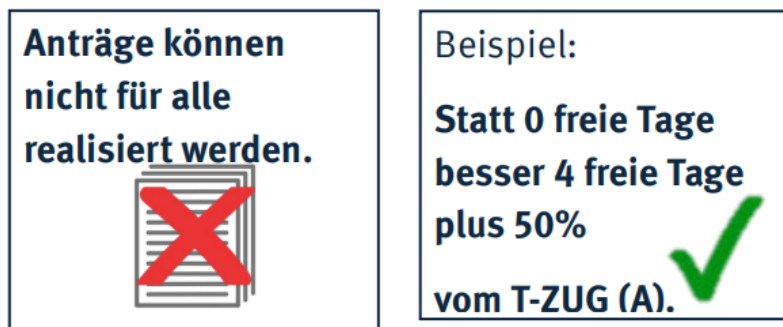 Anträge können
nicht für alle
realisiert werden.
Beispiel:
Statt 0 freie Tage
besser 4 freie Tage
plus 50%
vom T-ZUG (A).